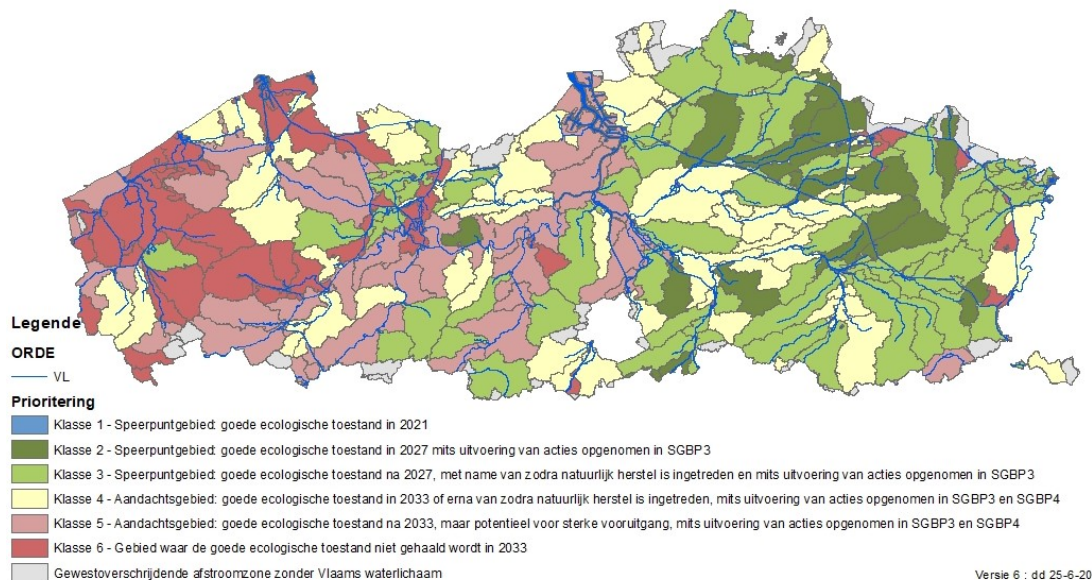 Legende
ORDE
VL
Prioritering
Klasse 1 - Speerpuntgebied: goede ecologische toestand in 2021
Klasse 2 - Speerpuntgebied: goede ecologische toestand in 2027 mits uitvoering van acties opgenomen in SGBP3
Klasse 3 - Speerpuntgebied: goede ecologische toestand na 2027, met name van zodra natuurlijk herstel is ingetreden en mits uitvoering van acties opgenomen in SGBP3
Klasse 4 - Aandachtsgebied: goede ecologische toestand in 2033 of erna van zodra natuurlijk herstel is ingetreden, mits uitvoering van acties opgenomen in SGBP3 en SGBP4
Klasse 5 - Aandachtsgebied: goede ecologische toestand na 2033, maar potentieel voor sterke vooruitgang, mits uitvoering van acties opgenomen in SGBP3 en SGBP4
Klasse 6 - Gebied waar de goede ecologische toestand niet gehaald wordt in 2033
Gewestoverschrijdende afstroomzone zonder Vlaams waterlichaam
Versie 6 : dd 25-6-20